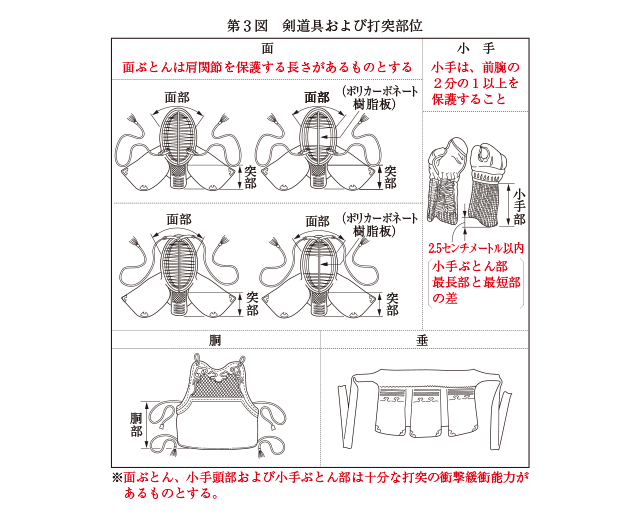 第３図　剣道具および打突部位
面
面ぶとんは肩関節を保護する長さがあるものとする
面部
突部
面部
(ポリカーボネート
樹脂板)
突部
面部
突部
面部
(ポリカーボネート
樹脂板)
突部
小　手
小手は、前腕の
２分の１以上を
保護すること
小手部
2.5センチメートル以内
小手ぶとん部
最長部と最短部
の差
胴
胴部
垂
※面ぶとん、小手頭部および小手ぶとん部は十分な打突の衝撃緩衝能力が
あるものとする。